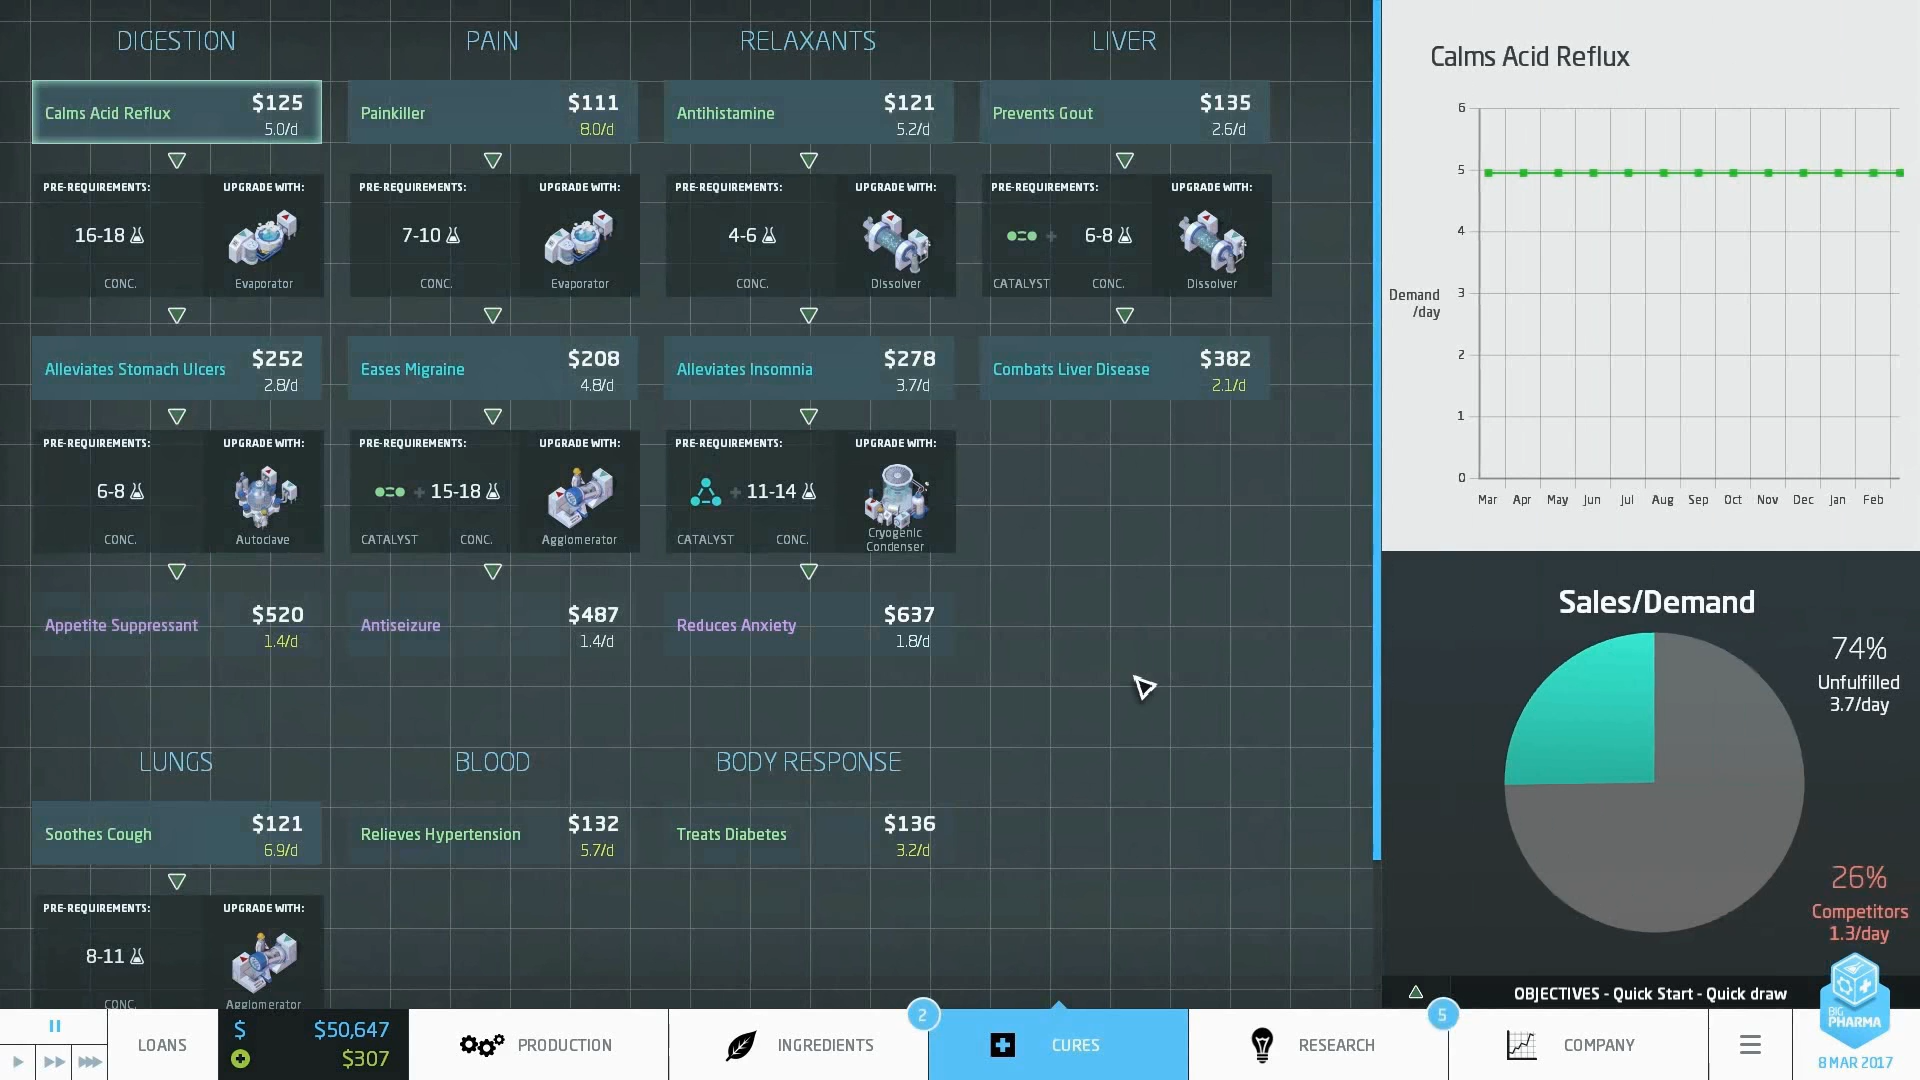 DIGESTION
PAIN
RELAXANTS
LIVER
Calms Acid Reflux
$125
5.0/d
Painkiller
$111
8.0/d
Antihistamine
$121
5.2/d
Prevents Gout
$135
2.6/d
PRE-REQUIREMENTS:
UPGRADE WITH:
16-18
CONC.
Evaporator
PRE-REQUIREMENTS:
UPGRADE WITH:
7-10
CONC.
Evaporator
PRE-REQUIREMENTS:
UPGRADE WITH:
4-6
CONC.
Dissolver
PRE-REQUIREMENTS:
UPGRADE WITH:
+ 6-8
CATALYST
CONC.
Dissolver
Alleviates Stomach Ulcers
$252
2.8/d
Eases Migraine
$208
4.8/d
Alleviates Insomnia
$278
3.7/d
Combats Liver Disease
$382
2.1/d
PRE-REQUIREMENTS:
UPGRADE WITH:
6-8
CONC.
Autoclave
PRE-REQUIREMENTS:
UPGRADE WITH:
+ 15-18
CATALYST
CONC.
Agglomerator
PRE-REQUIREMENTS:
UPGRADE WITH:
+ 11-14
CATALYST
CONC.
Cryogenic
Condenser
Appetite Suppressant
$520
1.4/d
Antiseizure
$487
1.4/d
Reduces Anxiety
$637
1.8/d
LUNGS
BLOOD
BODY RESPONSE
Soothes Cough
$121
6.9/d
Relieves Hypertension
$132
5.7/d
Treats Diabetes
$136
3.2/d
PRE-REQUIREMENTS:
UPGRADE WITH:
8-11
CONC.
Agglomerator
Calms Acid Reflux
6
5
4
3
2
1
0
Demand
/day
Mar Apr May Jun Jul Aug Sep Oct Nov Dec Jan Feb
Sales/Demand
74%
Unfulfilled
3.7/day
26%
Competitors
1.3/day
OBJECTIVES - Quick Start - Quick draw
LOANS
$ $50,647
$307
PRODUCTION
INGREDIENTS
2
CURES
RESEARCH
5
COMPANY
BIG
PHARMA
8 MAR 2017